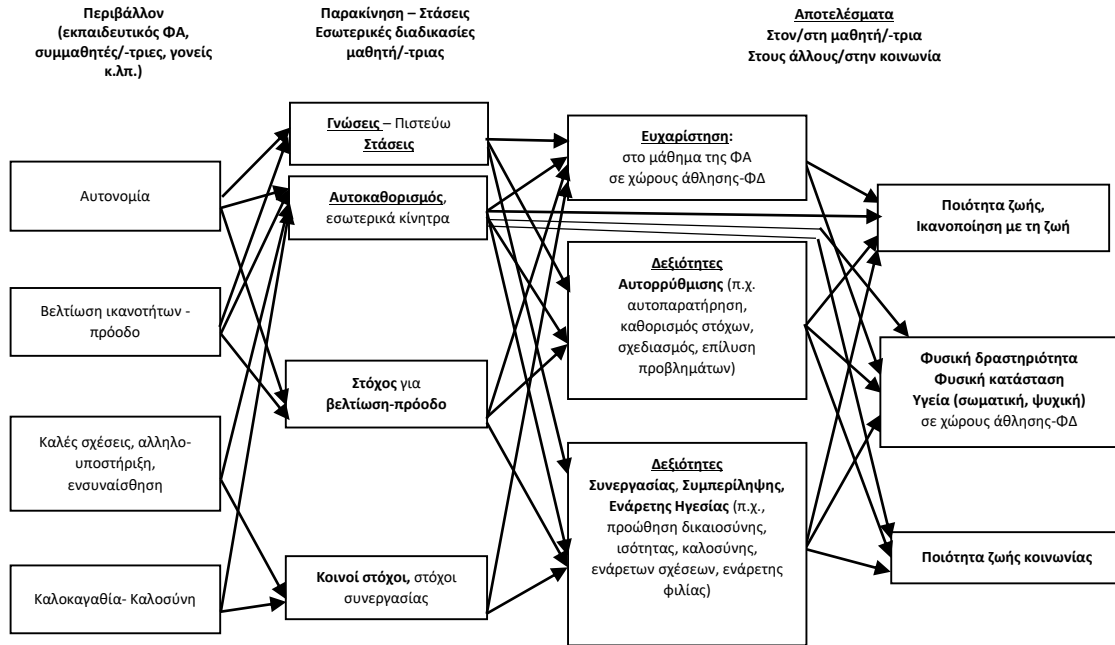 Περιβάλλον
(εκπαιδευτικός ΦΑ,
συμμαθητές/-τριες, γονείς
κ.λπ.)
Παρακίνηση – Στάσεις
Εσωτερικές διαδικασίες
μαθητή/-τριας
Αποτελέσματα
Στον/στη μαθητή/-τρια
Στους άλλους/στην κοινωνία
Αυτονομία
Βελτίωση ικανοτήτων -
πρόοδο
Καλές σχέσεις, αλληλο-
υποστήριξη,
ενσυναίσθηση
Καλοκαγαθία- Καλοσύνη
Γνώσεις – Πιστεύω
Στάσεις
Αυτοκαθορισμός,
εσωτερικά κίνητρα
Στόχος για
βελτίωση-πρόοδο
Κοινοί στόχοι, στόχοι
συνεργασίας
Ευχαρίστηση:
στο μάθημα της ΦΑ
σε χώρους άθλησης-ΦΔ
Δεξιότητες
Αυτορρύθμισης (π.χ.
αυτοπαρατήρηση,
καθορισμός στόχων,
σχεδιασμός, επίλυση
προβλημάτων)
Δεξιότητες
Συνεργασίας, Συμπερίληψης,
Ενάρετης Ηγεσίας (π.χ.,
προώθηση δικαιοσύνης,
ισότητας, καλοσύνης,
ενάρετων σχέσεων, ενάρετης
φιλίας)
Ποιότητα ζωής,
Ικανοποίηση με τη ζωή
Φυσική δραστηριότητα
Φυσική κατάσταση
Υγεία (σωματική, ψυχική)
σε χώρους άθλησης-ΦΔ
Ποιότητα ζωής κοινωνίας